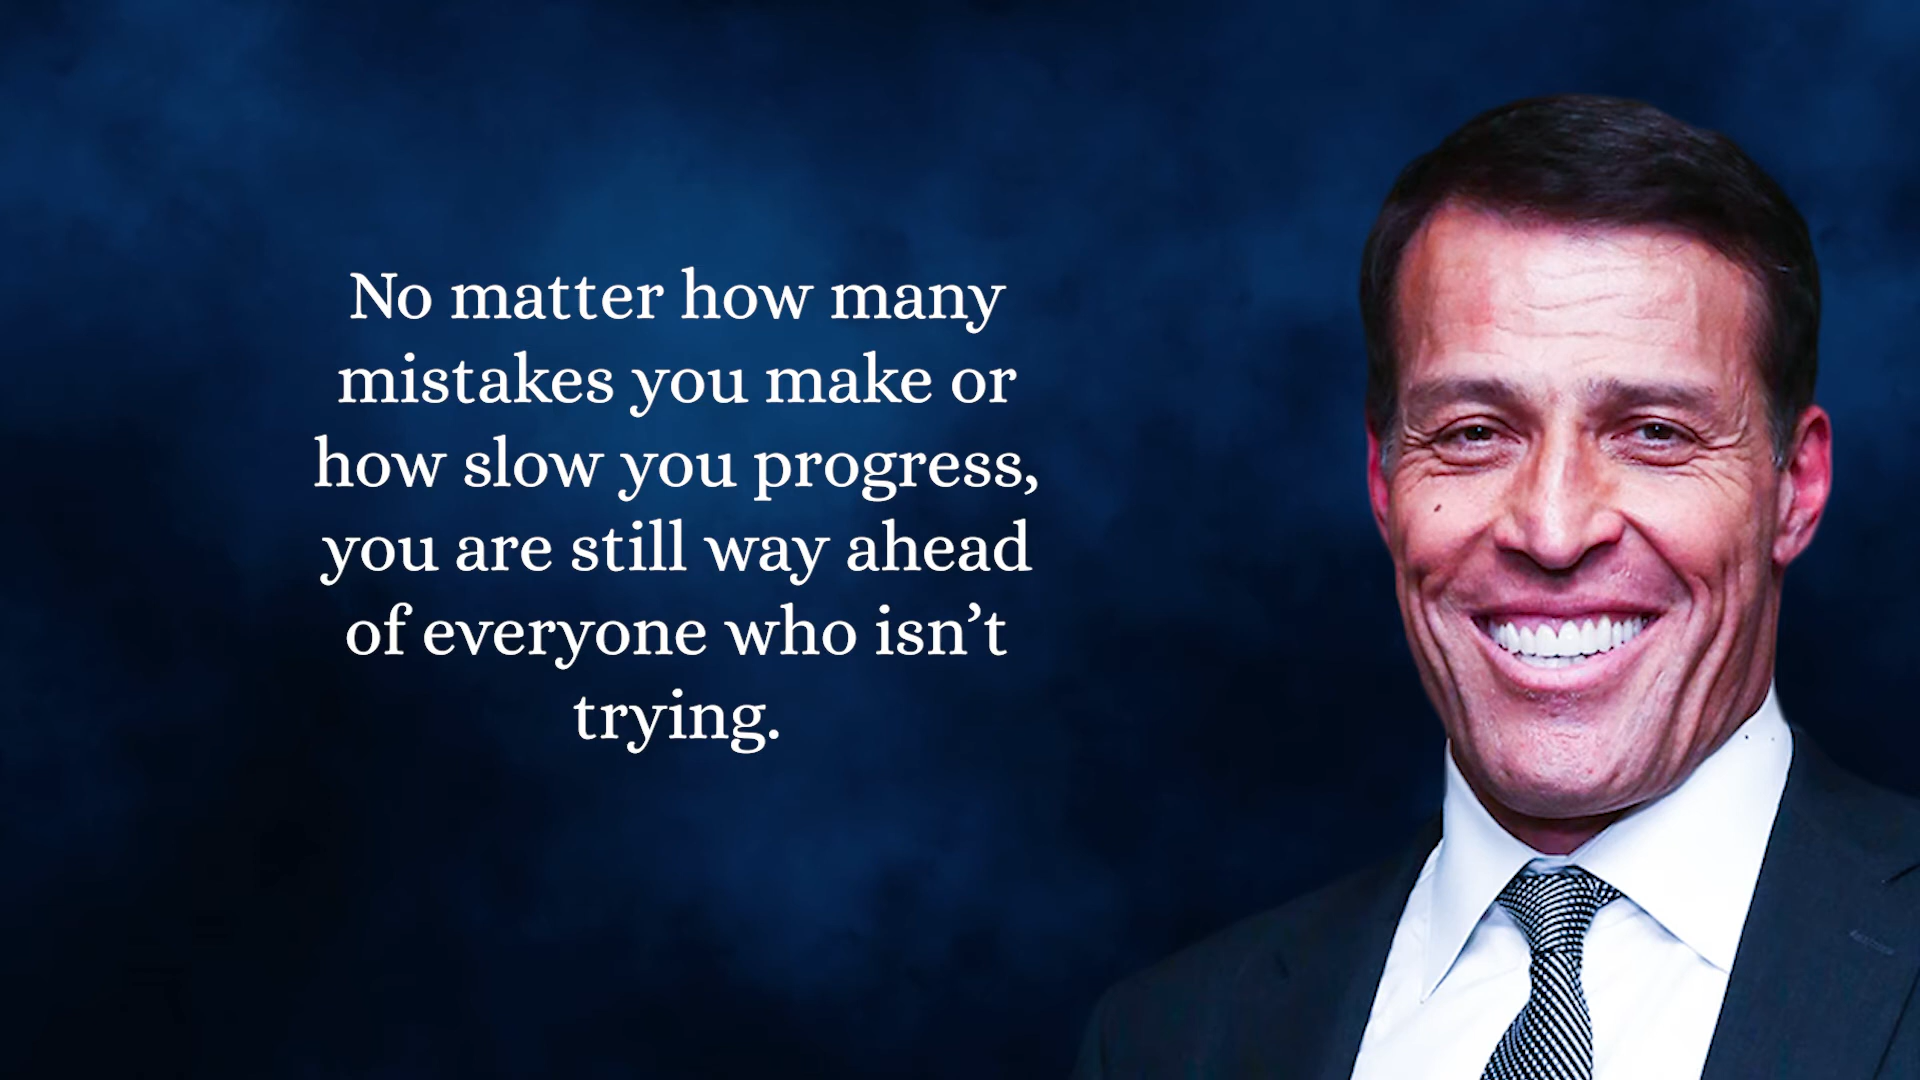 No matter how many
mistakes you make or
how slow you progress,
you are still way ahead
of everyone who isn’t
trying.